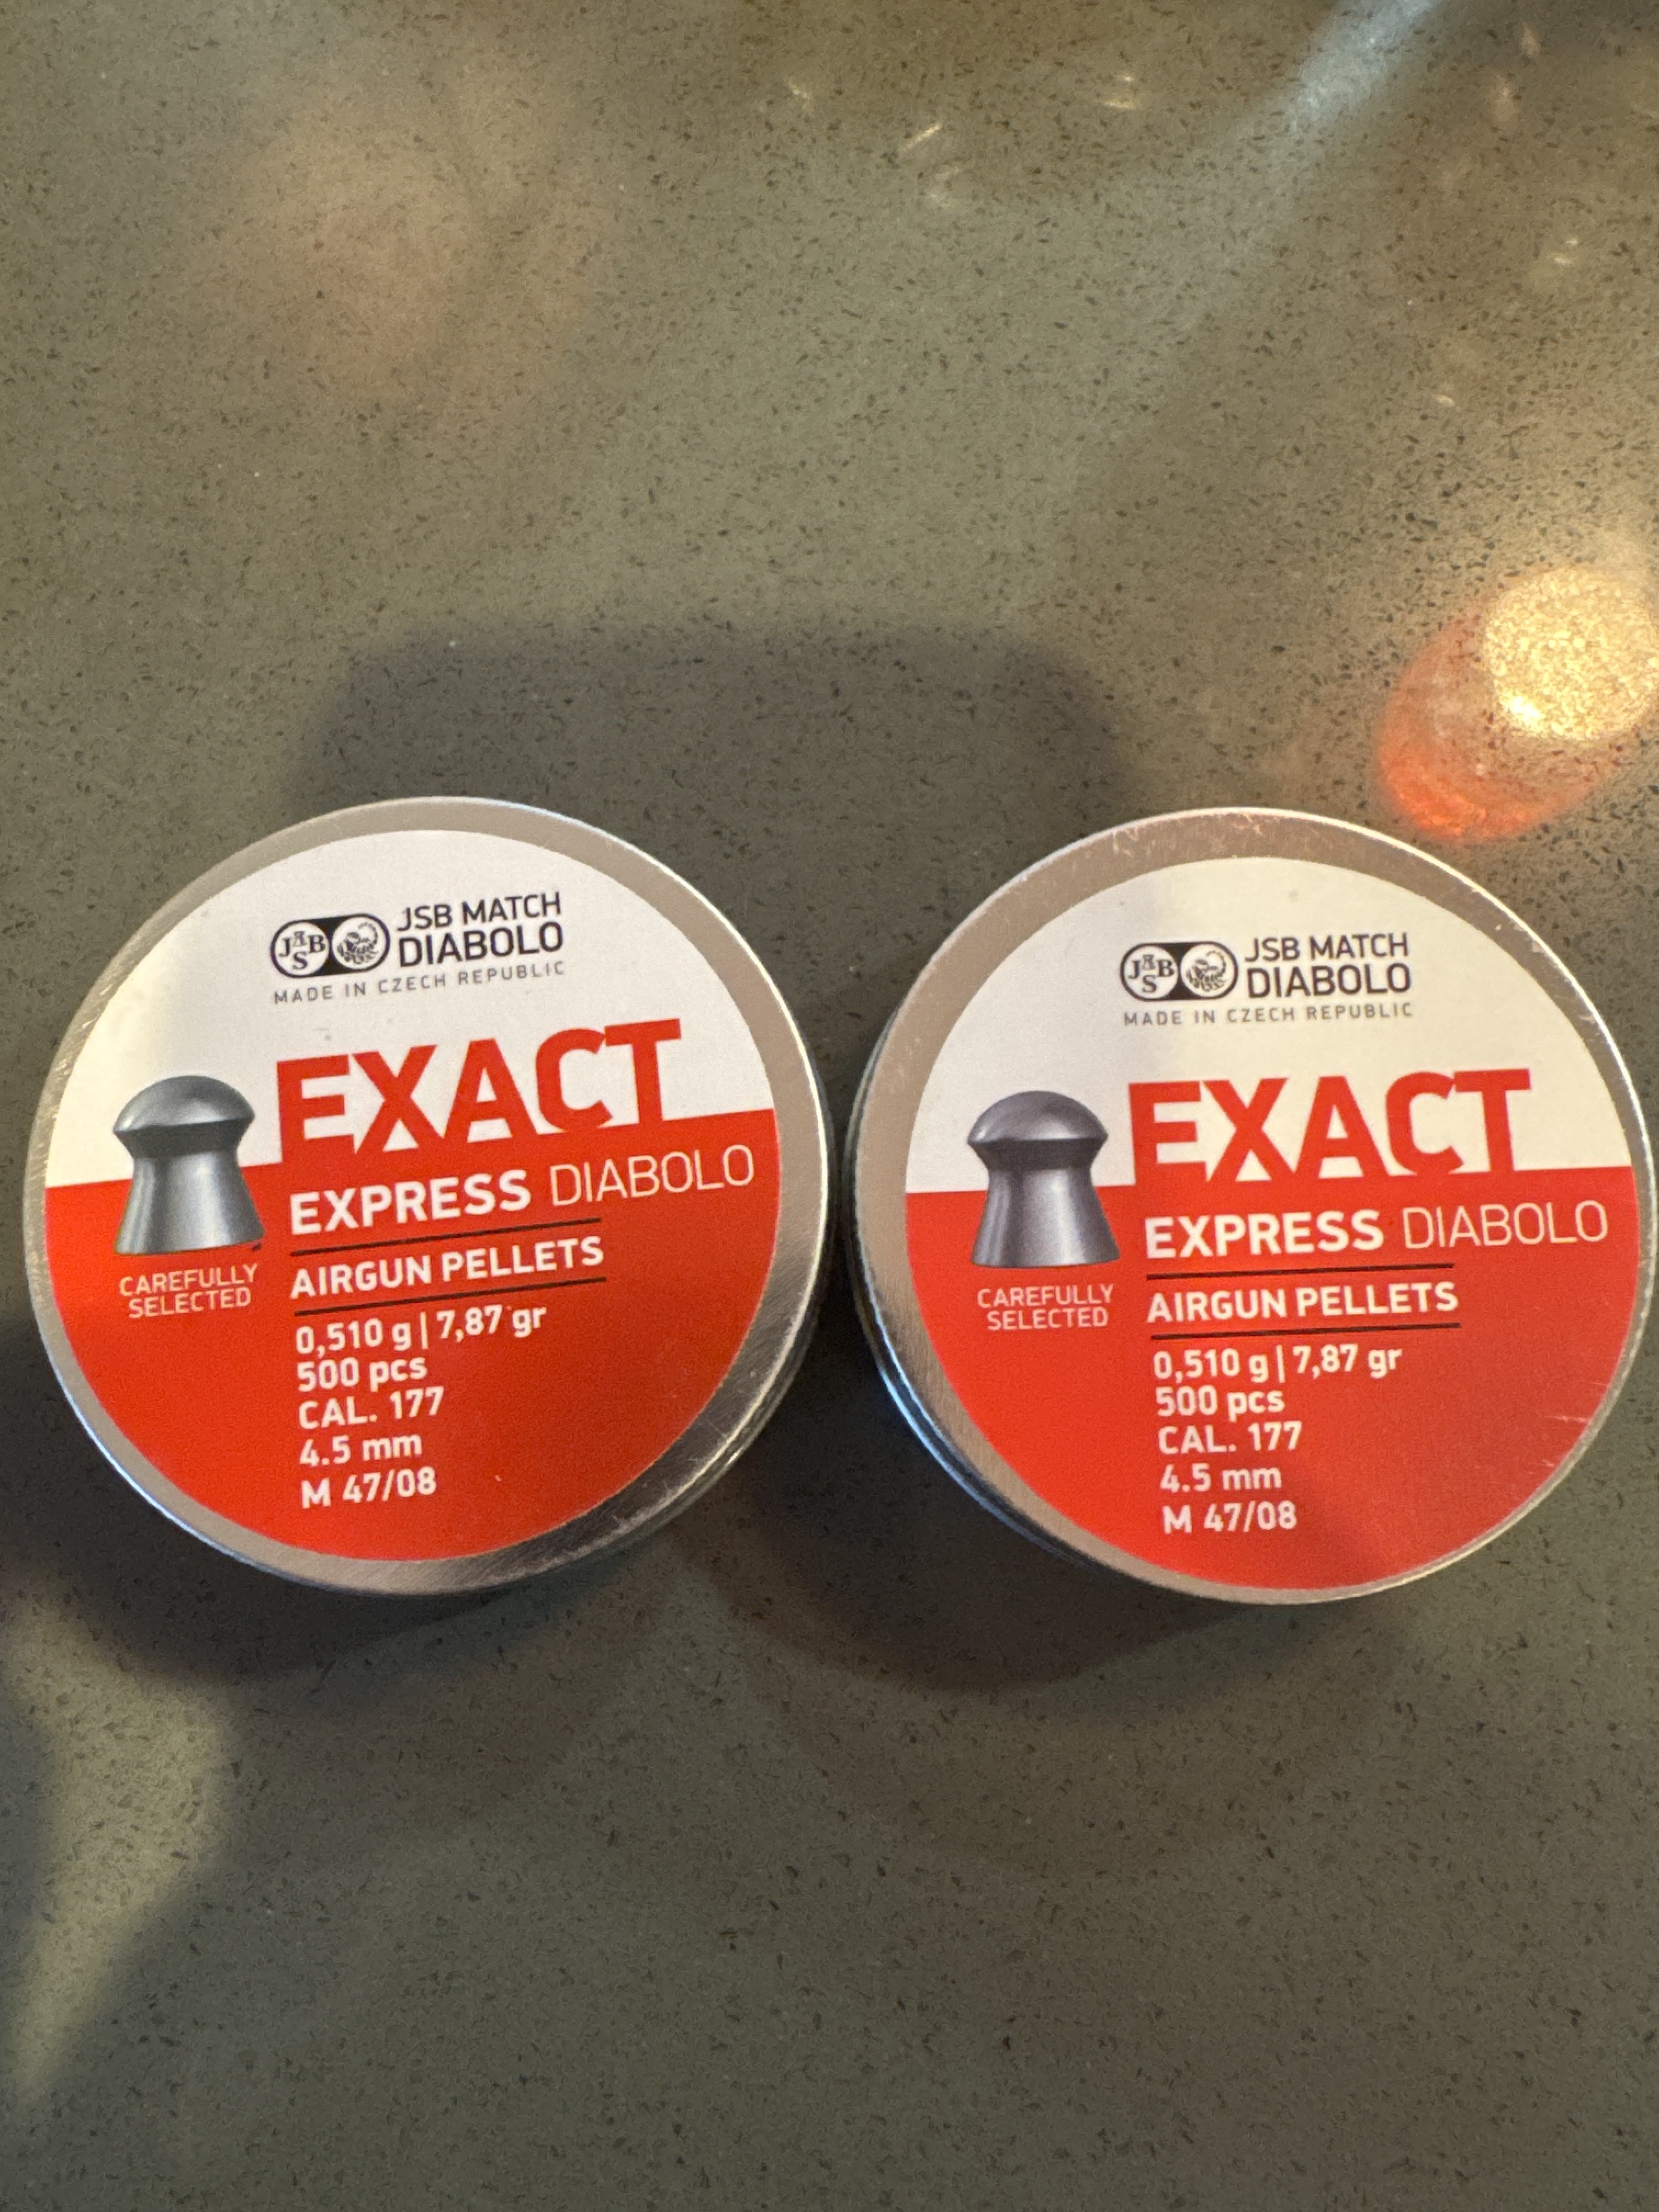 JSB
JSB MATCH
DIABOLO
MADE IN CZECH REPUBLIC
EXACT
EXPRESS DIABOLO
AIRGUN PELLETS
CAREFULLY
SELECTED
0,510 g | 7,87 gr
500 pcs
CAL. 177
4.5 mm
M 47/08
JSB
JSB MATCH
DIABOLO
MADE IN CZECH REPUBLIC
EXACT
EXPRESS DIABOLO
AIRGUN PELLETS
CAREFULLY
SELECTED
0,510 g | 7,87 gr
500 pcs
CAL. 177
4.5 mm
M 47/08